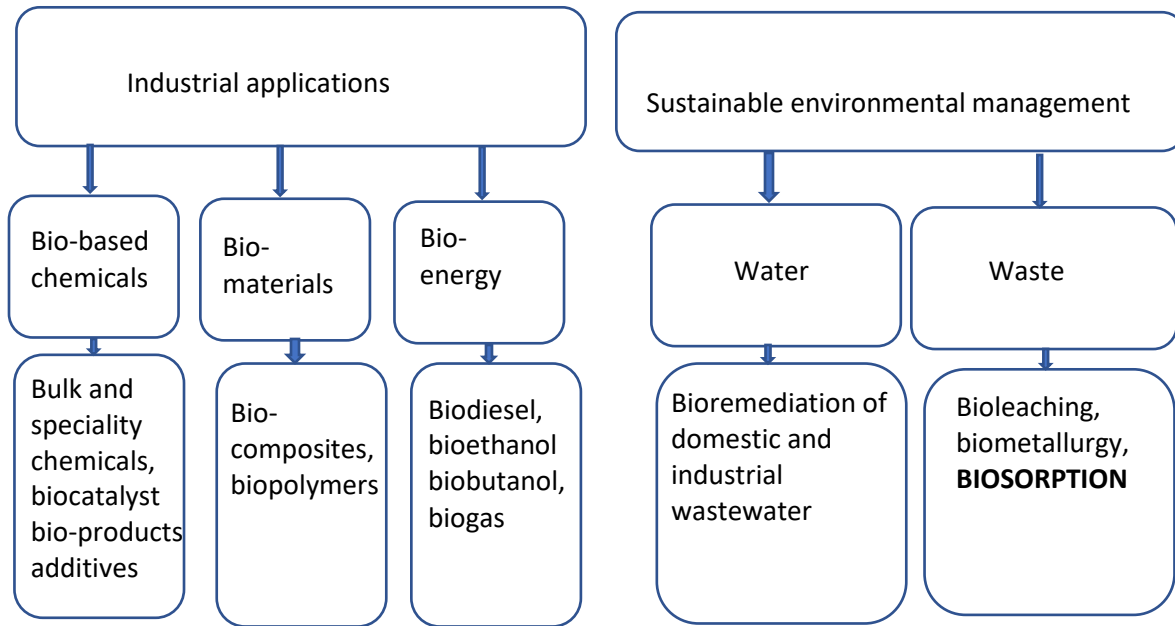 Industrial applications
Sustainable environmental management
Bio-based
chemicals
Bio-
materials
Bio-
energy
Water
Waste
Bulk and
speciality
chemicals,
biocatalyst
bio-products
additives
Bio-
composites,
biopolymers
Biodiesel,
bioethanol
biobutanol,
biogas
Bioremediation of
domestic and
industrial
wastewater
Bioleaching,
biometallurgy,
BIOSORPTION